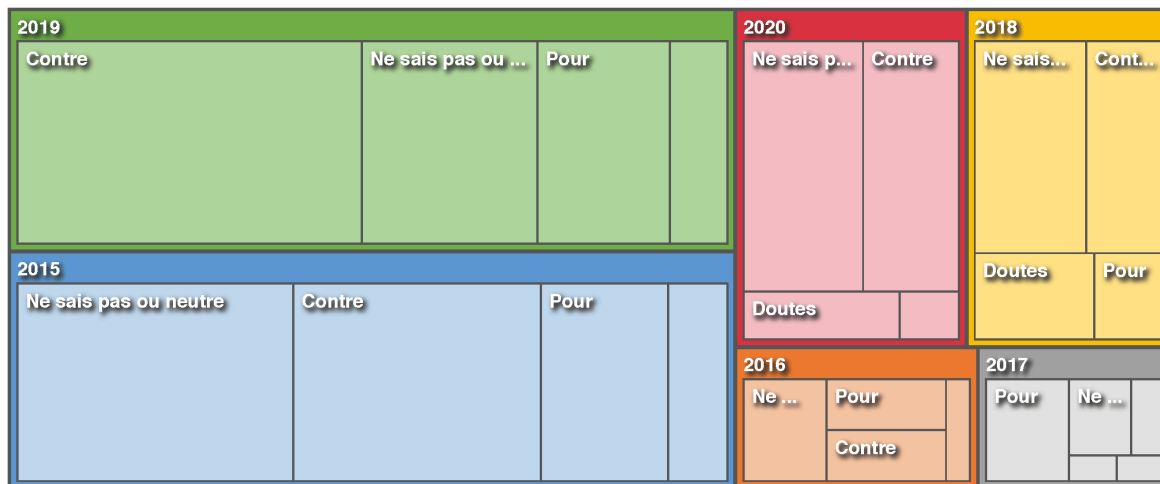 2019
Contre
Ne sais pas ou ...
Pour
2020
Ne sais p...
Contre
Doutes
2018
Ne sais...
Cont...
Doutes
Pour
2015
Ne sais pas ou neutre
Contre
Pour
2016
Ne ...
Pour
Contre
2017
Pour
Ne ...